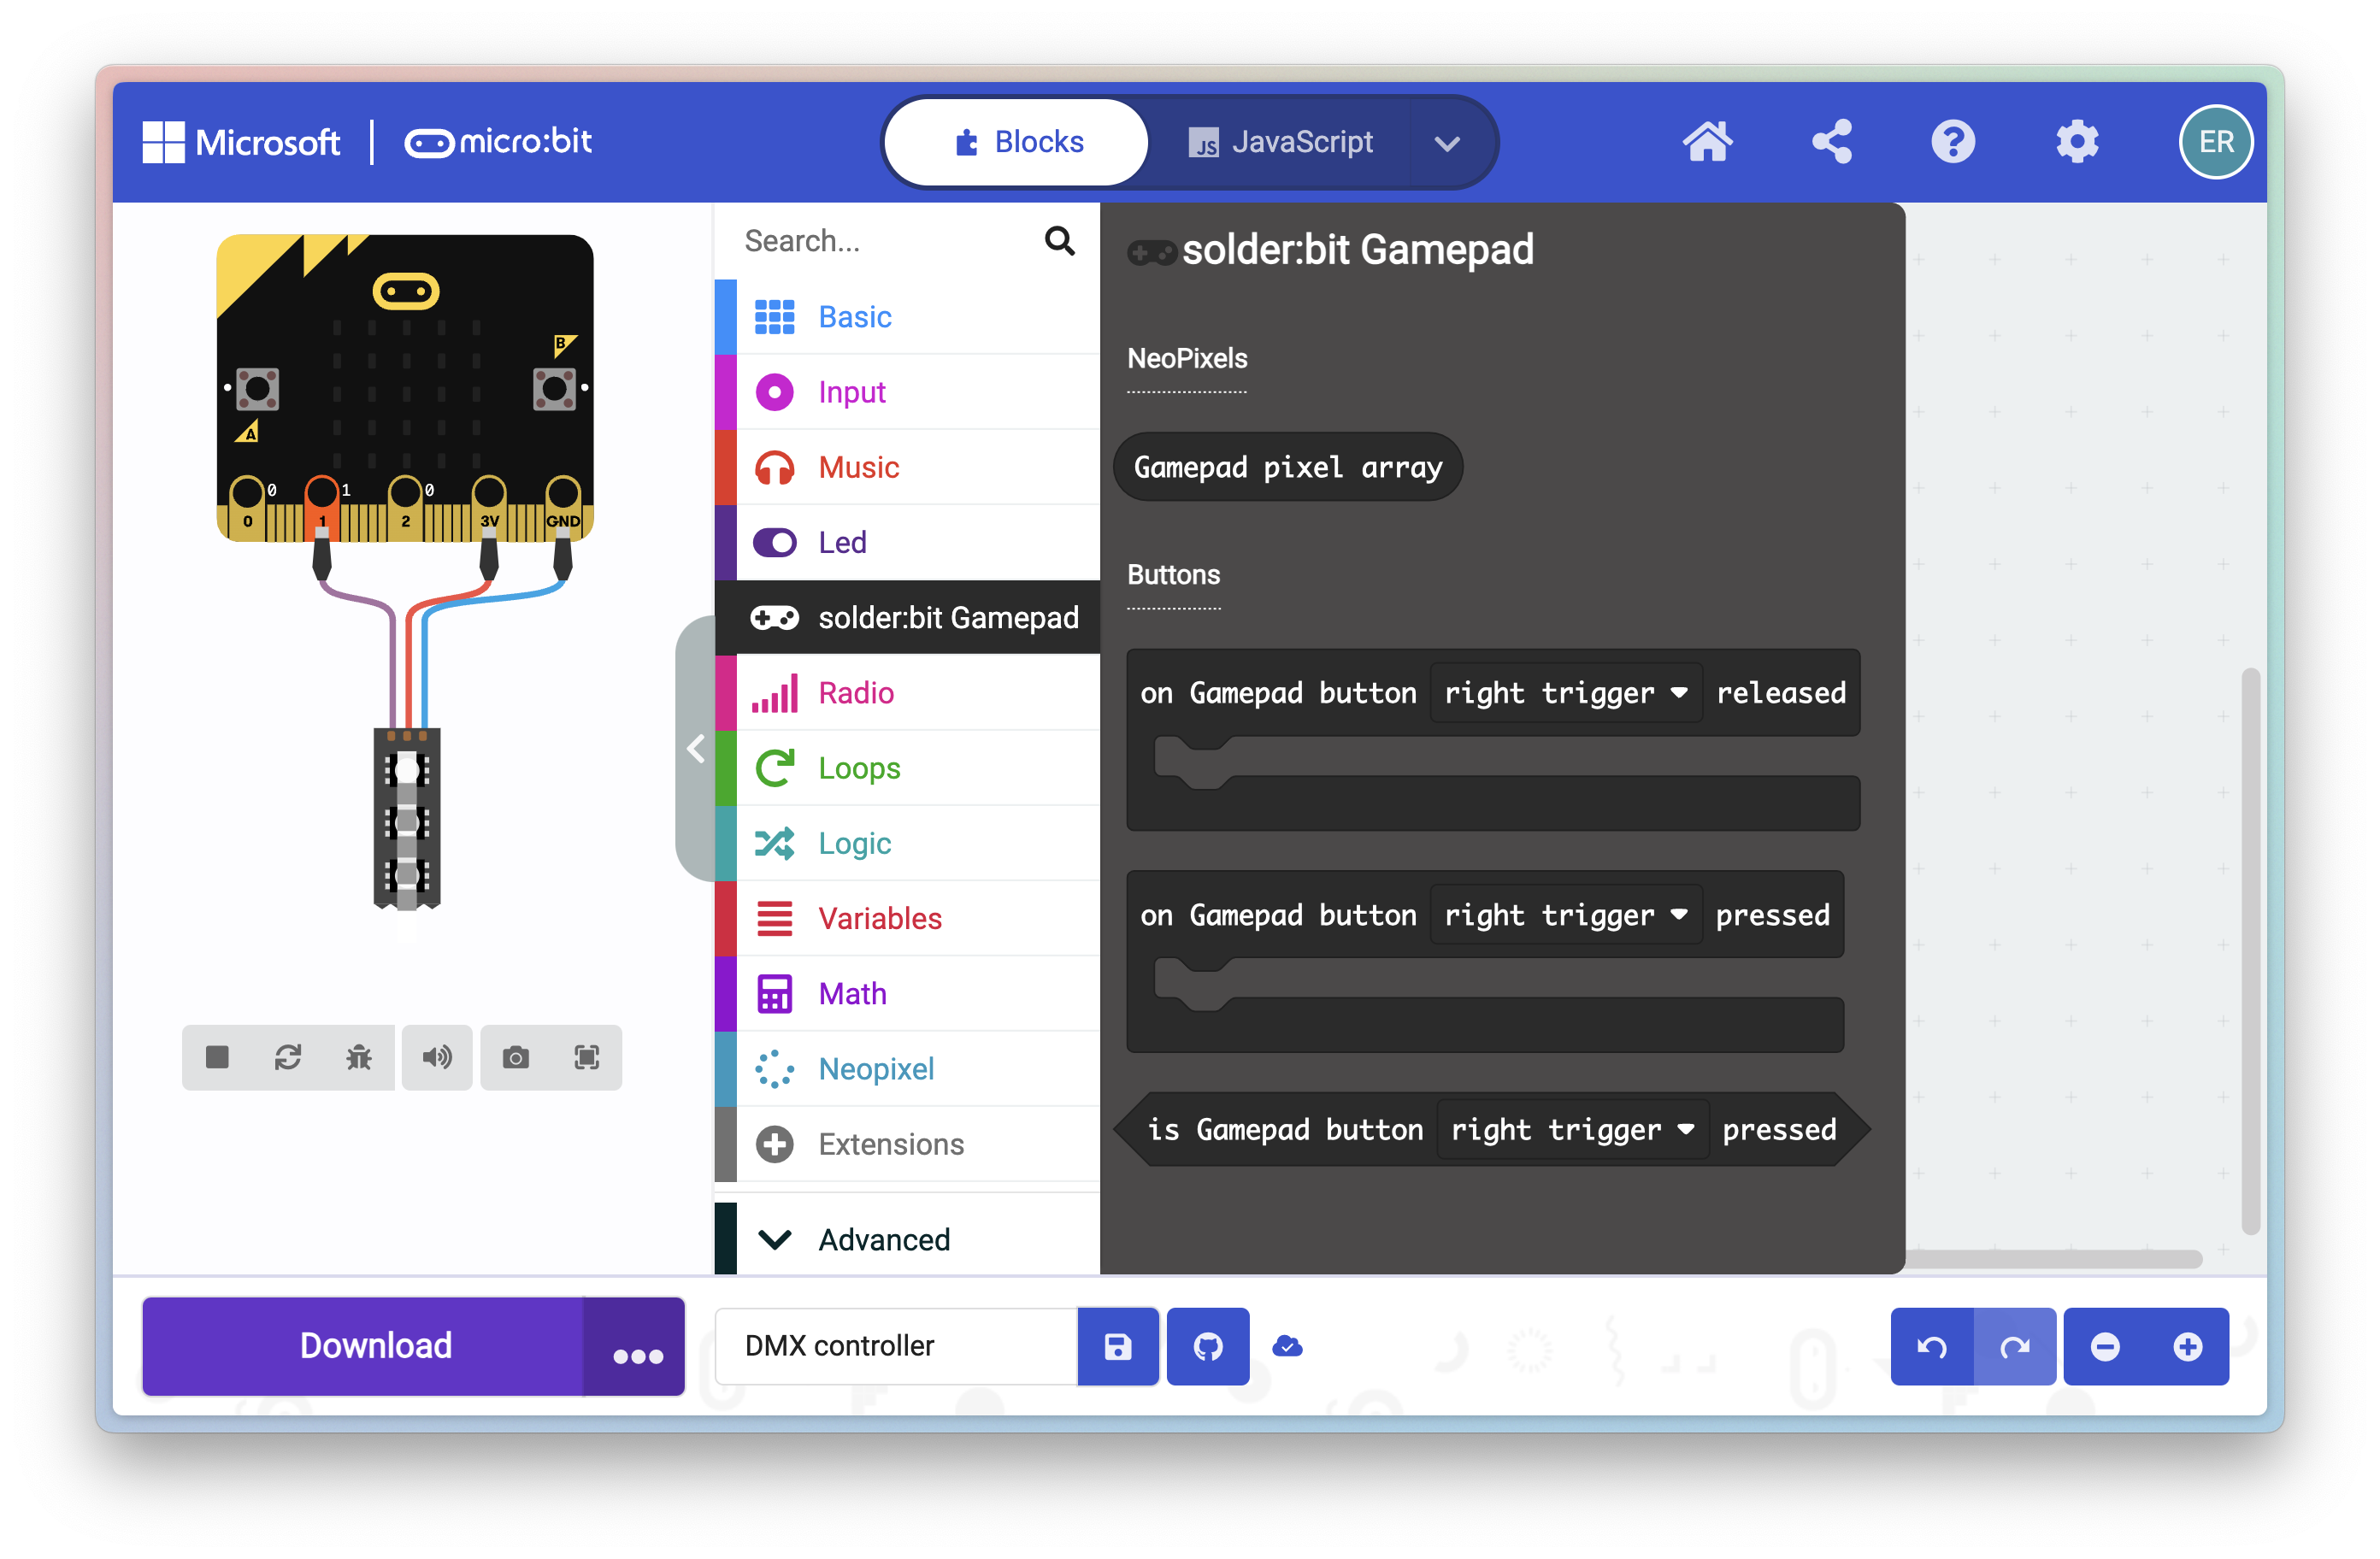 Microsoft | micro:bit
Blocks
JS JavaScript
ER
B
A
0 1 0
0 1 2 3V GND
Search...
Basic
Input
Music
Led
solder:bit Gamepad
Radio
Loops
Logic
Variables
Math
Neopixel
Extensions
Advanced
solder:bit Gamepad
NeoPixels
Gamepad pixel array
Buttons
on Gamepad button right trigger released
on Gamepad button right trigger pressed
is Gamepad button right trigger pressed
Download
DMX controller